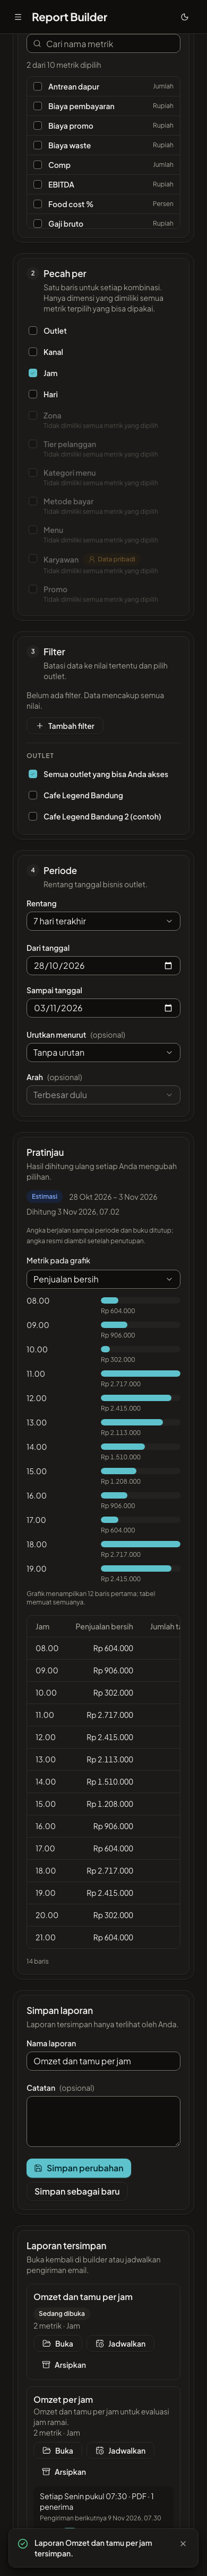 Report Builder
Cari nama metrik
2 dari 10 metrik dipilih
Antrean dapur Jumlah
Biaya pembayaran Rupiah
Biaya promo Rupiah
Biaya waste Rupiah
Comp Jumlah
EBITDA Rupiah
Food cost % Persen
Gaji bruto Rupiah
2 Pecah per
Satu baris untuk setiap kombinasi.
Hanya dimensi yang dimiliki semua
metrik terpilih yang bisa dipakai.
Outlet
Kanal
Jam
Hari
Zona
Tidak dimiliki semua metrik yang dipilih
Tier pelanggan
Tidak dimiliki semua metrik yang dipilih
Kategori menu
Tidak dimiliki semua metrik yang dipilih
Metode bayar
Tidak dimiliki semua metrik yang dipilih
Menu
Tidak dimiliki semua metrik yang dipilih
Karyawan Data pribadi
Tidak dimiliki semua metrik yang dipilih
Promo
Tidak dimiliki semua metrik yang dipilih
3 Filter
Batasi data ke nilai tertentu dan pilih
outlet.
Belum ada filter. Data mencakup semua
nilai.
Tambah filter
OUTLET
Semua outlet yang bisa Anda akses
Cafe Legend Bandung
Cafe Legend Bandung 2 (contoh)
4 Periode
Rentang tanggal bisnis outlet.
Rentang
7 hari terakhir
Dari tanggal
28/10/2026
Sampai tanggal
03/11/2026
Urutkan menurut (opsional)
Tanpa urutan
Arah (opsional)
Terbesar dulu
Pratinjau
Hasil dihitung ulang setiap Anda mengubah
pilihan.
Estimasi 28 Okt 2026 – 3 Nov 2026
Dihitung 3 Nov 2026, 07.02
Angka berjalan sampai periode dan buku ditutup;
angka resmi diambil setelah penutupan.
Metrik pada grafik
Penjualan bersih
08.00
Rp 604.000
09.00
Rp 906.000
10.00
Rp 302.000
11.00
Rp 2.717.000
12.00
Rp 2.415.000
13.00
Rp 2.113.000
14.00
Rp 1.510.000
15.00
Rp 1.208.000
16.00
Rp 906.000
17.00
Rp 604.000
18.00
Rp 2.717.000
19.00
Rp 2.415.000
Grafik menampilkan 12 baris pertama; tabel
memuat semuanya.
Jam Penjualan bersih Jumlah ta
08.00 Rp 604.000
09.00 Rp 906.000
10.00 Rp 302.000
11.00 Rp 2.717.000
12.00 Rp 2.415.000
13.00 Rp 2.113.000
14.00 Rp 1.510.000
15.00 Rp 1.208.000
16.00 Rp 906.000
17.00 Rp 604.000
18.00 Rp 2.717.000
19.00 Rp 2.415.000
20.00 Rp 302.000
21.00 Rp 604.000
14 baris
Simpan laporan
Laporan tersimpan hanya terlihat oleh Anda.
Nama laporan
Omzet dan tamu per jam
Catatan (opsional)
Simpan perubahan
Simpan sebagai baru
Laporan tersimpan
Buka kembali di builder atau jadwalkan
pengiriman email.
Omzet dan tamu per jam
Sedang dibuka
2 metrik · Jam
Buka Jadwalkan
Arsipkan
Omzet per jam
Omzet dan tamu per jam untuk evaluasi
jam ramai.
2 metrik · Jam
Buka Jadwalkan
Arsipkan
Setiap Senin pukul 07:30 · PDF · 1
penerima
Pengiriman berikutnya 9 Nov 2026, 07.30
Laporan Omzet dan tamu per jam
tersimpan.